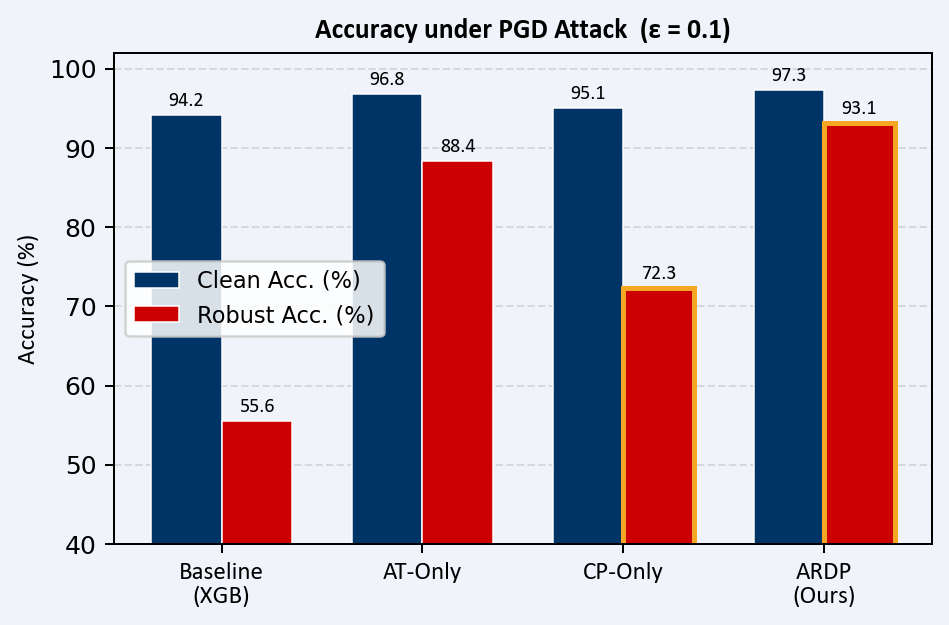 Accuracy under PGD Attack (ε = 0.1)
Accuracy (%)
100
90
80
70
60
50
40
94.2
55.6
96.8
88.4
95.1
72.3
97.3
93.1
Clean Acc. (%)
Robust Acc. (%)
Baseline
(XGB)
AT-Only
CP-Only
ARDP
(Ours)